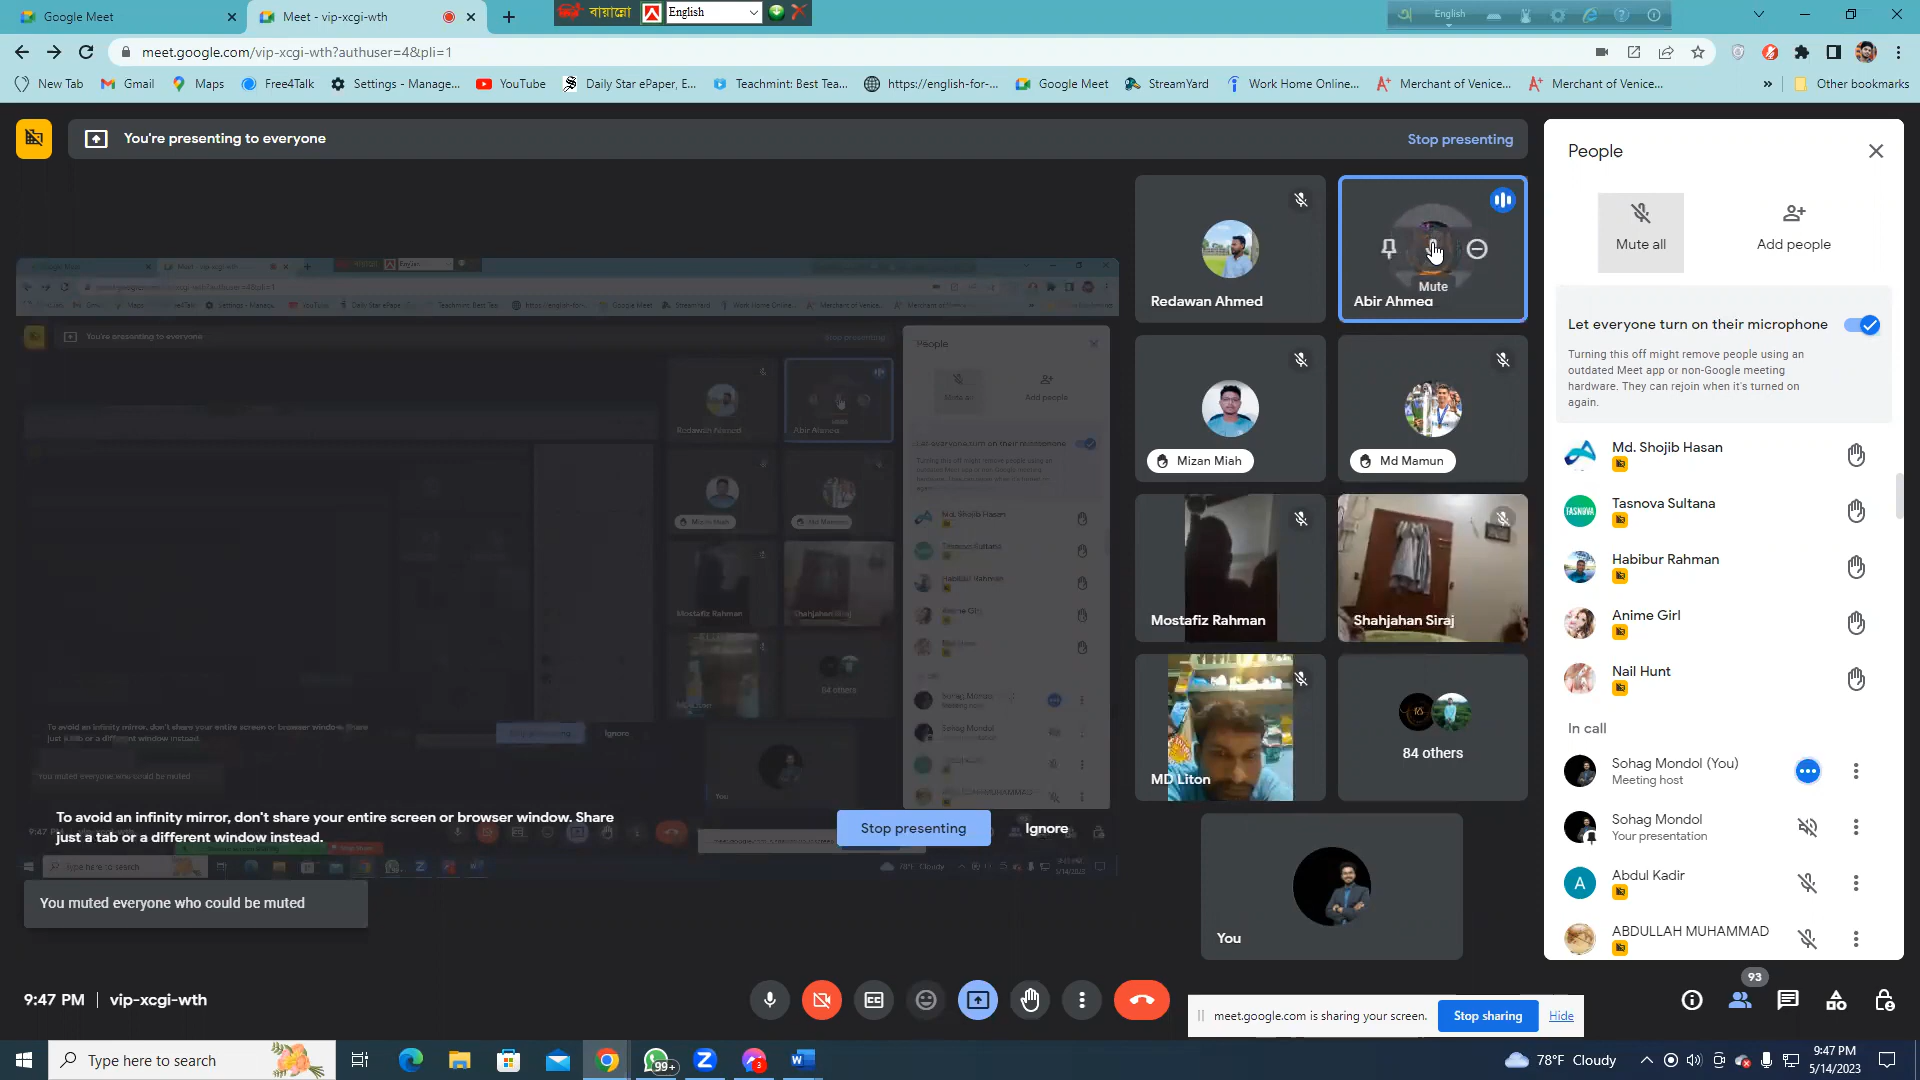 Google Meet
Meet - vip-xcgi-wth
বায়ান্নো
English
English
meet.google.com/vip-xcgi-wth?authuser=4&pli=1
New Tab
Gmail
Maps
Free4Talk
Settings - Manage...
YouTube
Daily Star ePaper, E...
Teachmint: Best Tea...
https://english-for-...
Google Meet
StreamYard
Work Home Online...
Merchant of Venice...
Merchant of Venice...
Other bookmarks
You're presenting to everyone
Stop presenting
Redawan Ahmed
Mute
Abir Ahmed
Mizan Miah
Md Mamun
Mostafiz Rahman
Shahjahan Siraj
MD Liton
84 others
You
To avoid an infinity mirror, don't share your entire screen or browser window. Share
just a tab or a different window instead.
Stop presenting
Ignore
You muted everyone who could be muted
People
Mute all
Add people
Let everyone turn on their microphone
Turning this off might remove people using an
outdated Meet app or non-Google meeting
hardware. They can rejoin when it's turned on
again.
Md. Shojib Hasan
TASNOVA
Tasnova Sultana
Habibur Rahman
Anime Girl
Nail Hunt
In call
Sohag Mondol (You)
Meeting host
Sohag Mondol
Your presentation
A
Abdul Kadir
ABDULLAH MUHAMMAD
9:47 PM | vip-xcgi-wth
93
meet.google.com is sharing your screen.
Stop sharing
Hide
Type here to search
99+
3
78°F Cloudy
9:47 PM
5/14/2023